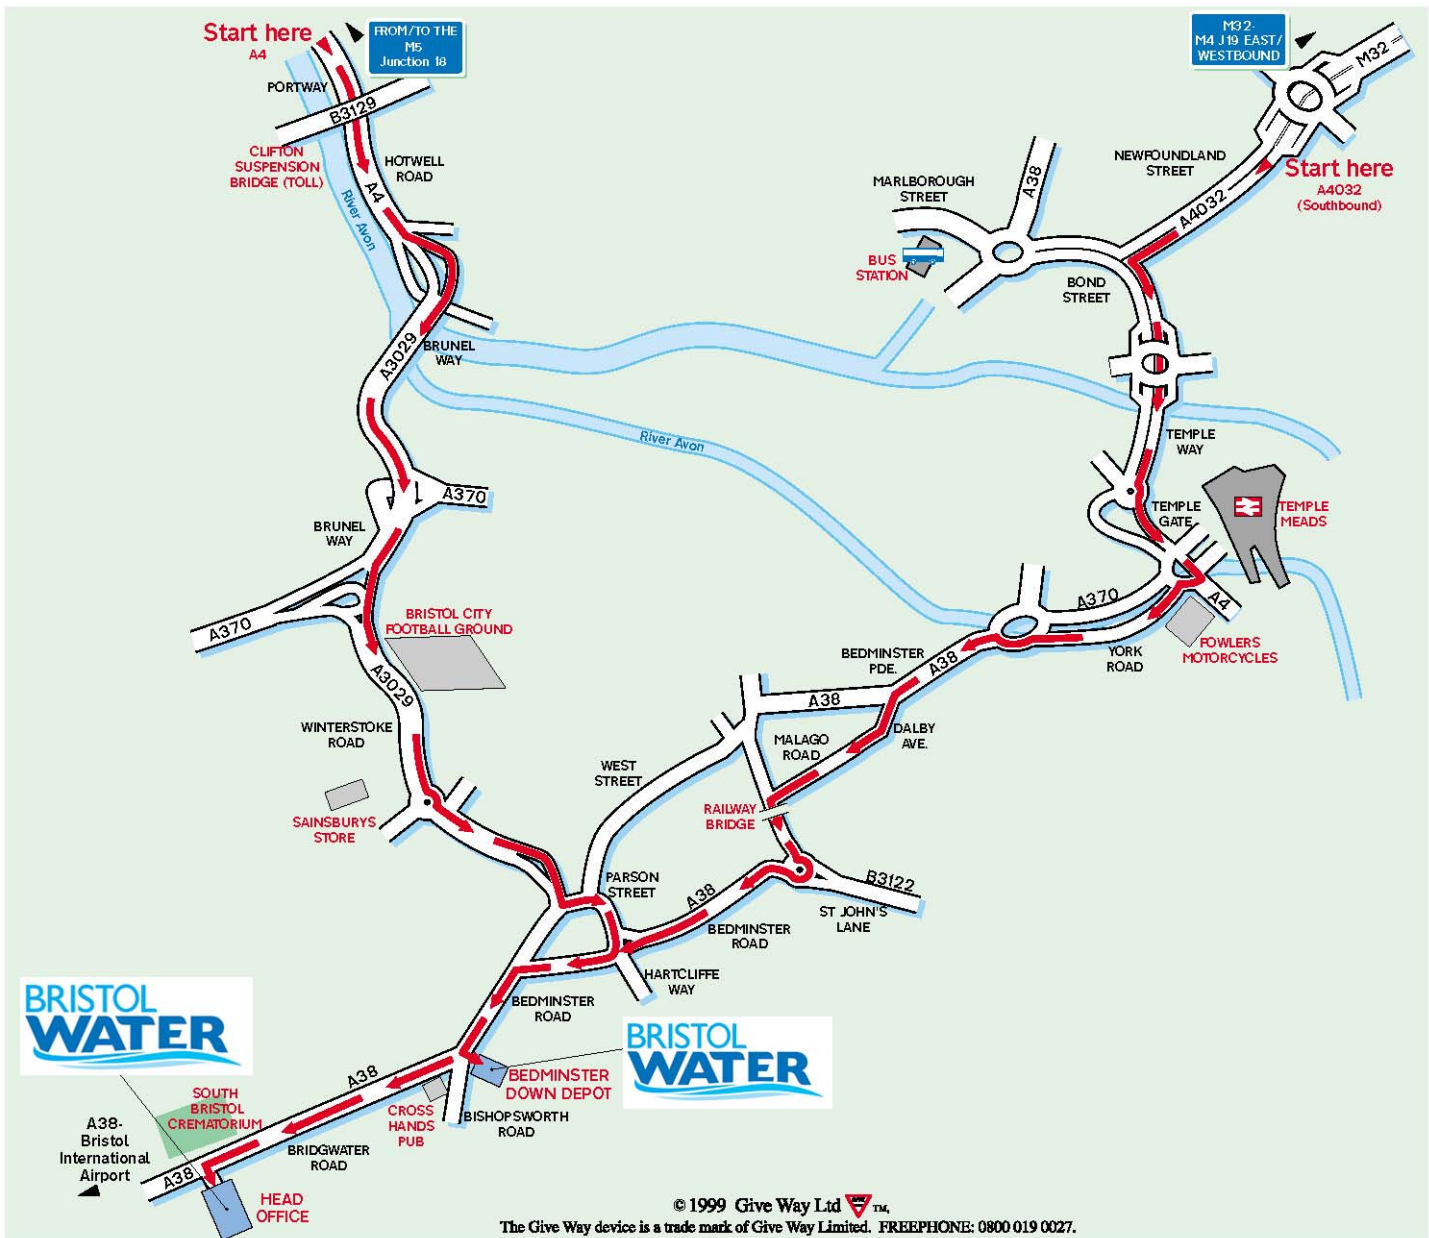 Start here
A4
FROM/TO THE
M5
Junction 18
M32-
M4 J19 EAST/
WESTBOUND
M32
PORTWAY
B3129
CLIFTON
SUSPENSION
BRIDGE (TOLL)
HOTWELL
ROAD
A4
River Avon
NEWFOUNDLAND
STREET
Start here
A4032
(Southbound)
A4032
MARLBOROUGH
STREET
A38
BUS
STATION
BOND
STREET
BRUNEL
WAY
A3029
River Avon
TEMPLE
WAY
A370
BRUNEL
WAY
TEMPLE
GATE
TEMPLE
MEADS
A370
A370
A4
BRISTOL CITY
FOOTBALL GROUND
FOWLERS
MOTORCYCLES
YORK
ROAD
BEDMINSTER
PDE.
A38
A3029
A38
WINTERSTOKE
ROAD
DALBY
AVE.
MALAGO
ROAD
WEST
STREET
SAINSBURYS
STORE
RAILWAY
BRIDGE
PARSON
STREET
A38
B3122
ST JOHN'S
LANE
BEDMINSTER
ROAD
HARTCLIFFE
WAY
BEDMINSTER
ROAD
BRISTOL
WATER
BRISTOL
WATER
BEDMINSTER
DOWN DEPOT
A38
SOUTH
BRISTOL
CREMATORIUM
CROSS
HANDS
PUB
BISHOPSWORTH
ROAD
A38-
Bristol
International
Airport
BRIDGWATER
ROAD
A38
HEAD
OFFICE
© 1999 Give Way Ltd TM,
The Give Way device is a trade mark of Give Way Limited. FREEPHONE: 0800 019 0027.